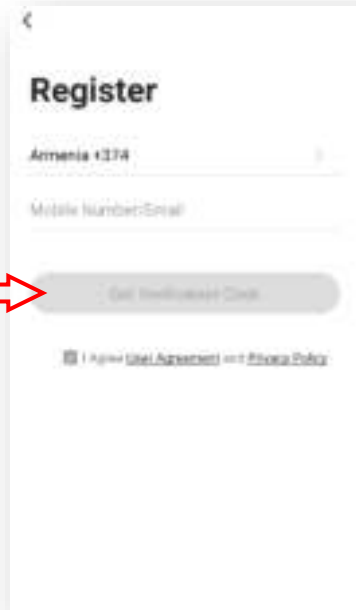 Register
Armenia +374
Mobile Number/Email
Get Verification Code
I Agree User Agreement and Privacy Policy